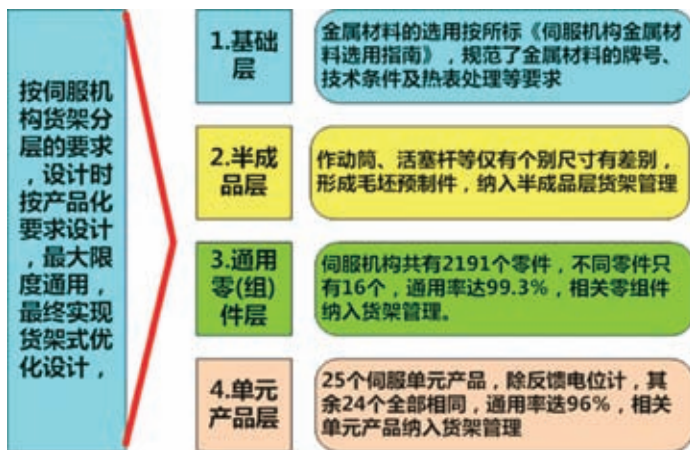 按伺服机
构货架分
层的要求
，设计时
按产品化
要求设计
，最大限
度通用，
最终实现
货架式优
化设计，
1.基础
层
金属材料的选用按所标《伺服机构金属材
料选用指南》，规范了金属材料的牌号、
技术条件及热表处理等要求
2.半成
品层
作动筒、活塞杆等仅有个别尺寸有差别，
形成毛坯预制件，纳入半成品层货架管理
3.通用
零(组)
件层
伺服机构共有2191个零件，不同零件只
有16个，通用率达99.3%，相关零组件
纳入货架管理。
4.单元
产品层
25个伺服单元产品，除反馈电位计，其
余24个全部相同，通用率达96%，相关
单元产品纳入货架管理